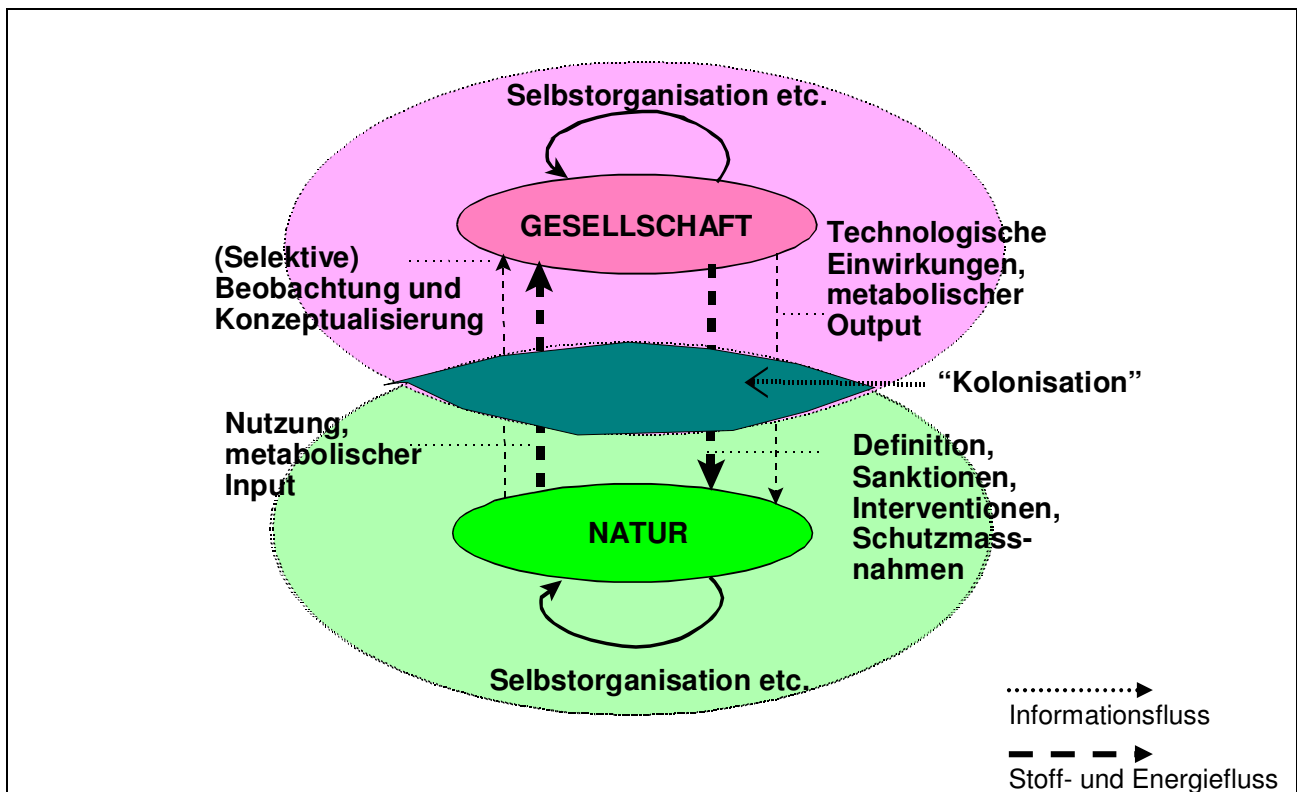 Selbstorganisation etc.
GESELLSCHAFT
(Selektive)
Beobachtung und
Konzeptualisierung
Technologische
Einwirkungen,
metabolischer
Output
“Kolonisation”
Nutzung,
metabolischer
Input
Definition,
Sanktionen,
Interventionen,
Schutzmass-
nahmen
NATUR
Selbstorganisation etc.
Informationsfluss
Stoff- und Energiefluss